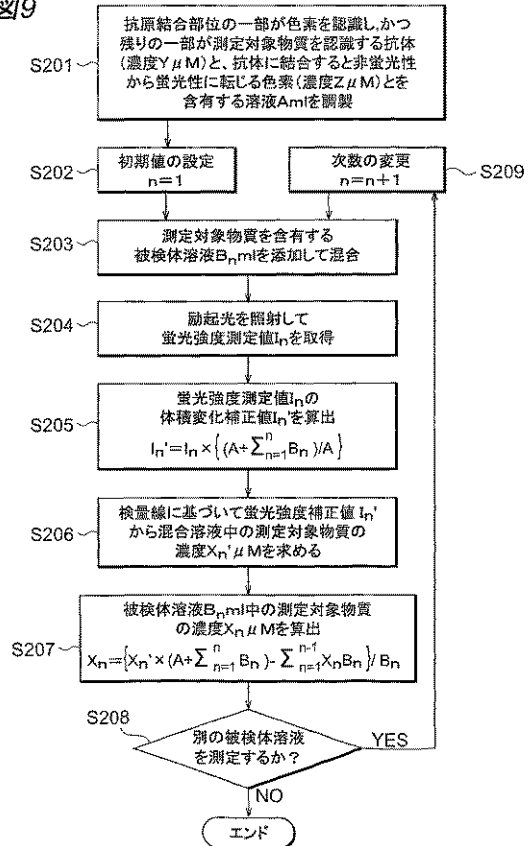 図9
S201
抗原結合部位の一部が色素を認識し、かつ
残りの一部が測定対象物質を認識する抗体
(濃度YμM)と、抗体に結合すると非蛍光性
から蛍光性に転じる色素(濃度ZμM)とを
含有する溶液Amlを調製
S202
初期値の設定
n=1
次数の変更
n=n+1
S209
S203
測定対象物質を含有する
被検体溶液Bnmlを添加して混合
S204
励起光を照射して
蛍光強度測定値Inを取得
S205
蛍光強度測定値Inの
体積変化補正値In'を算出
In'=In×{(A+∑n=1nBn)/A}
S206
検量線に基づいて蛍光強度補正値In'
から混合溶液中の測定対象物質の
濃度Xn'μMを求める
S207
被検体溶液Bnml中の測定対象物質
の濃度XnμMを算出
Xn={Xn'×(A+∑n=1nBn)-∑n=1n-1XnBn}/Bn
S208
別の被検体溶液
を測定するか?
YES
NO
エンド